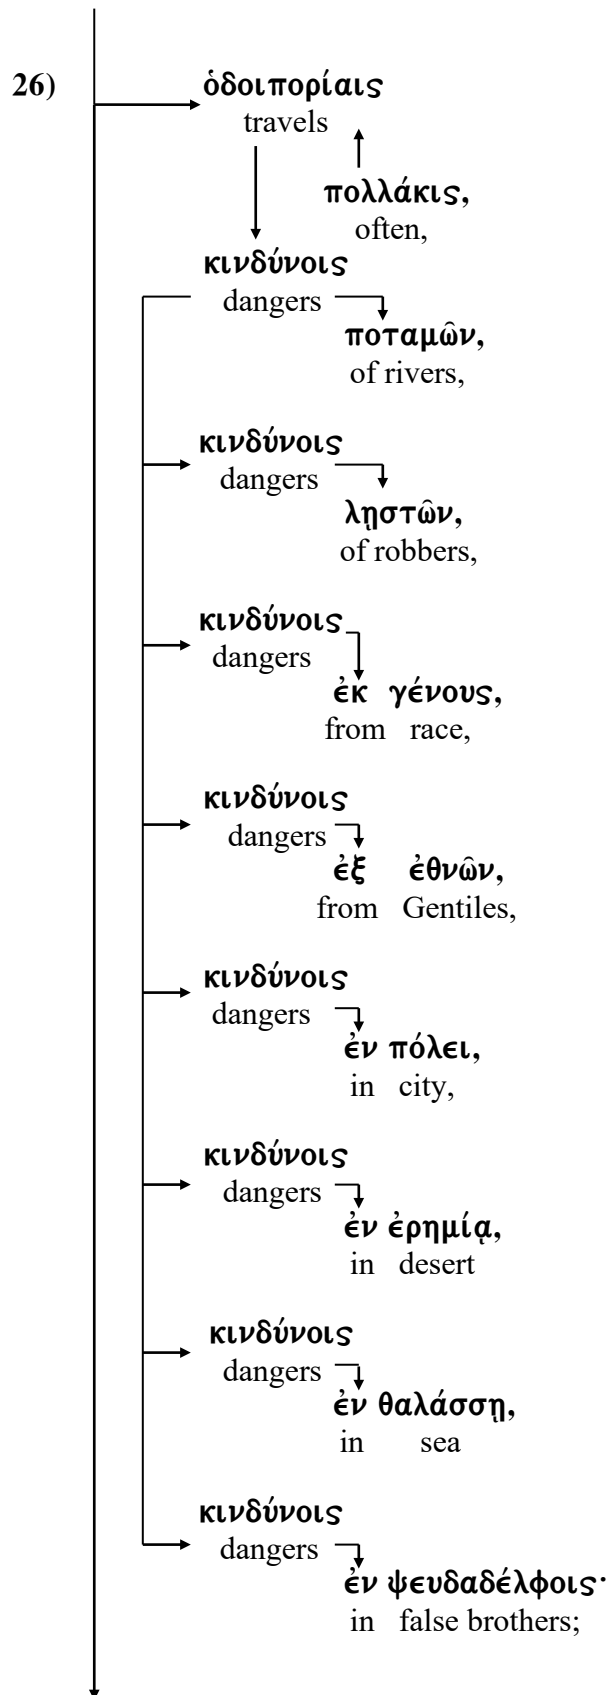 26) ὁδοιπορίαις
travels
πολλάκις,
often,
κινδύνοις
dangers
ποταμῶν,
of rivers,
κινδύνοις
dangers
λῃστῶν,
of robbers,
κινδύνοις
dangers
ἐκ γένους,
from race,
κινδύνοις
dangers
ἐξ ἐθνῶν,
from Gentiles,
κινδύνοις
dangers
ἐν πόλει,
in city,
κινδύνοις
dangers
ἐν ἐρημίᾳ,
in desert
κινδύνοις
dangers
ἐν θαλάσσῃ,
in sea
κινδύνοις
dangers
ἐν ψευδαδέλφοις·
in false brothers;